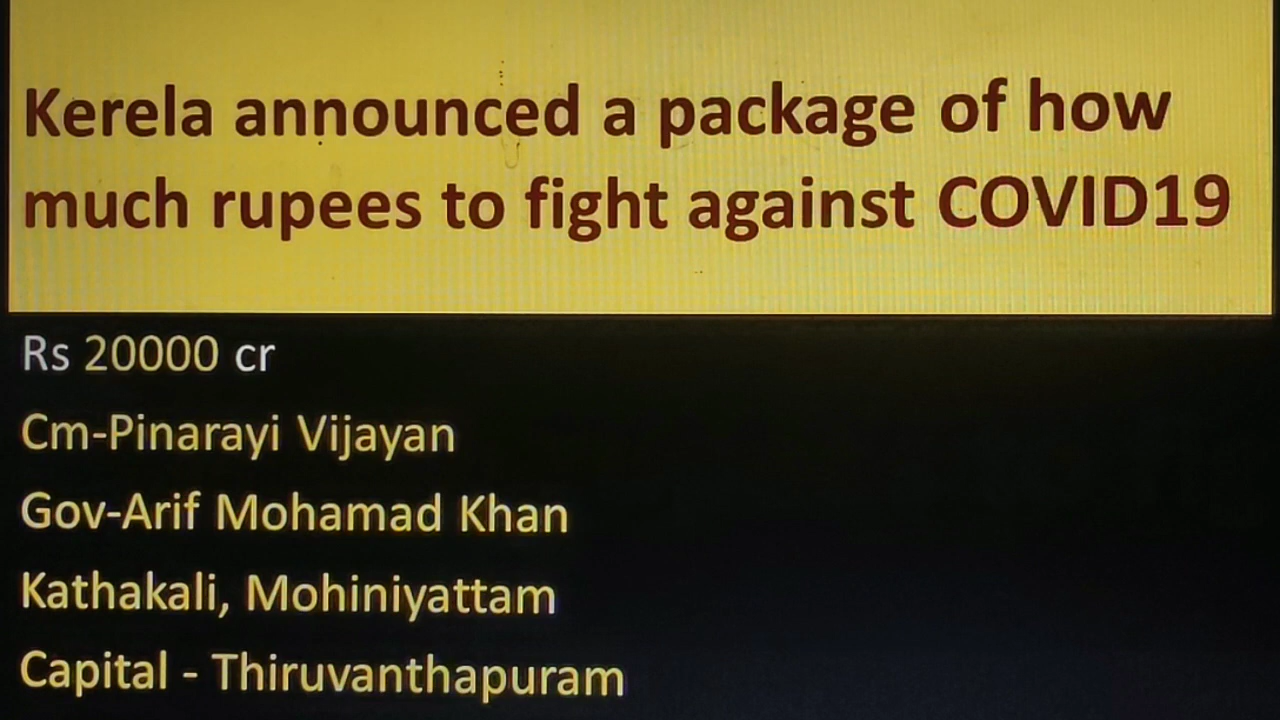 Kerela announced a package of how
much rupees to fight against COVID19
Rs 20000 cr
Cm-Pinarayi Vijayan
Gov-Arif Mohamad Khan
Kathakali, Mohiniyattam
Capital - Thiruvanthapuram